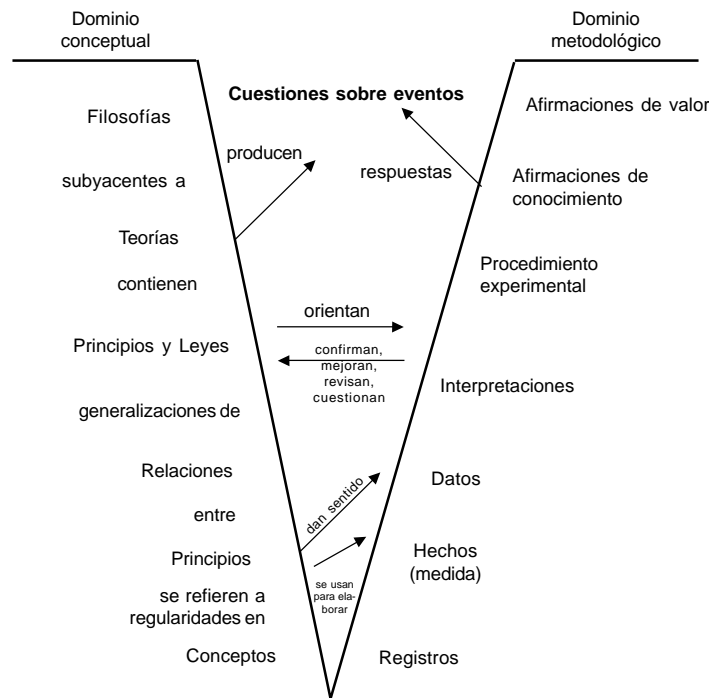 Dominio
conceptual
Dominio
metodológico
Cuestiones sobre eventos
Filosofías
subyacentes a
Teorías
contienen
Principios y Leyes
generalizaciones de
Relaciones
entre
Principios
se refieren a
regularidades en
Conceptos
producen
respuestas
orientan
confirman,
mejoran,
revisan,
cuestionan
dan sentido
se usan
para ela-
borar
Afirmaciones de valor
Afirmaciones de
conocimiento
Procedimiento
experimental
Interpretaciones
Datos
Hechos
(medida)
Registros